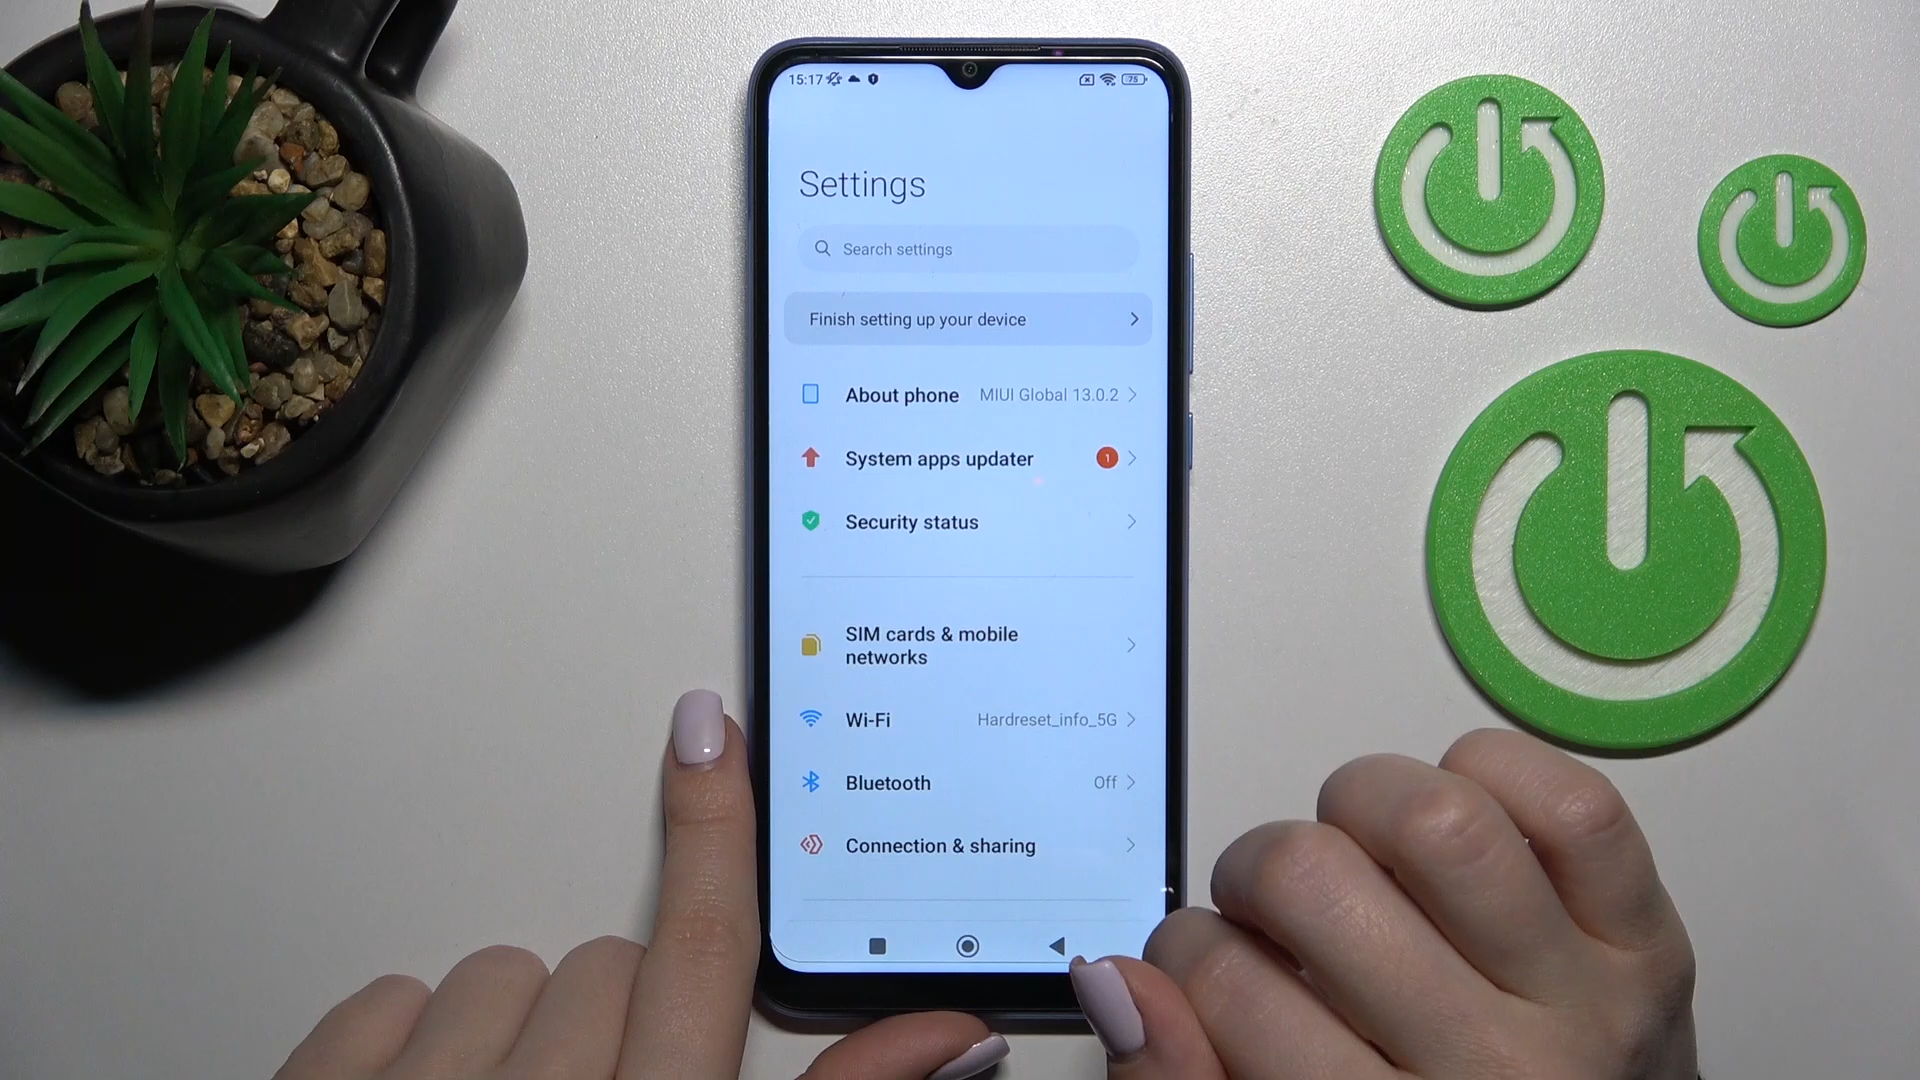 15:17
75
Settings
Search settings
Finish setting up your device
About phone MIUI Global 13.0.2
System apps updater 1
Security status
SIM cards & mobile
networks
Wi-Fi Hardreset_info_5G
Bluetooth Off
Connection & sharing